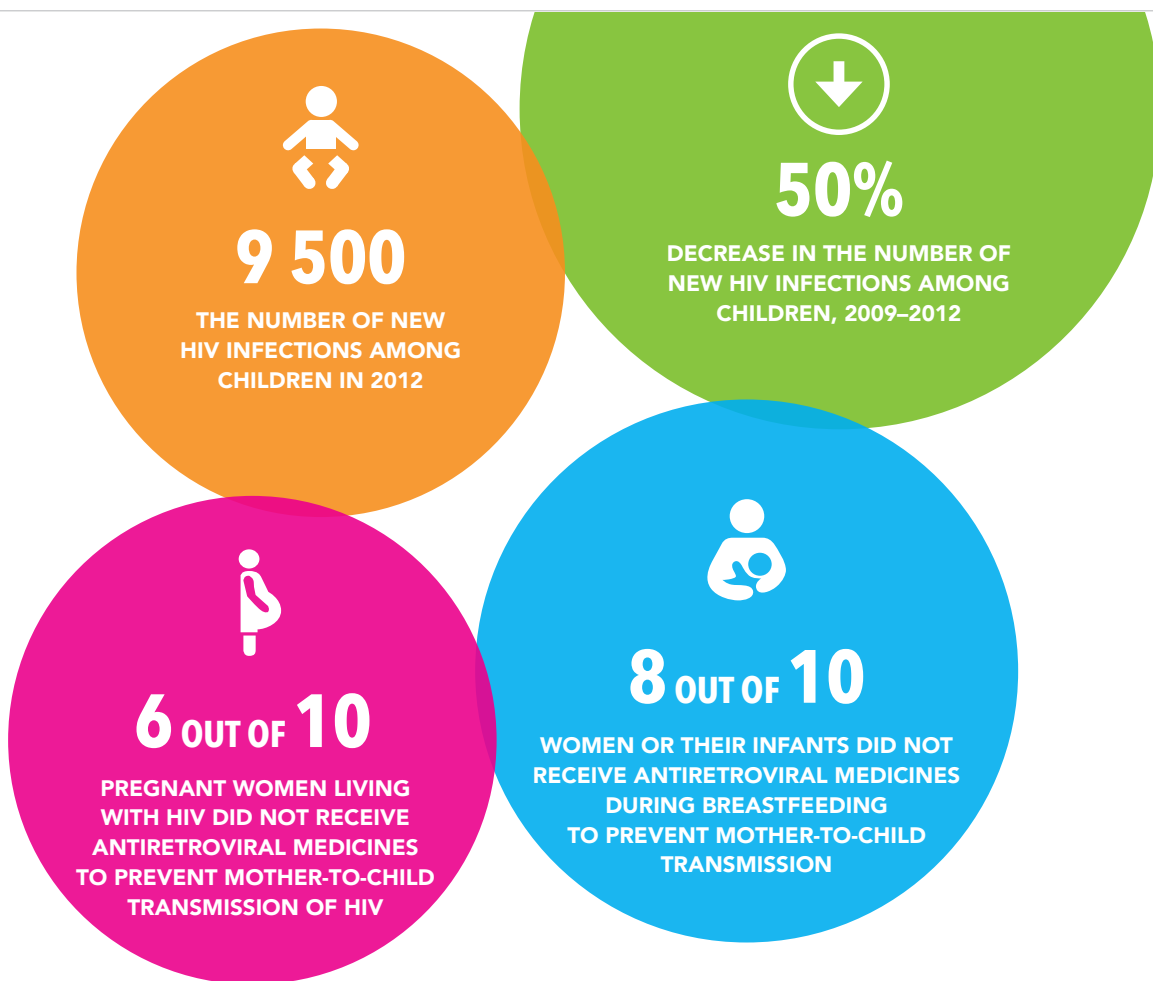 9 500
THE NUMBER OF NEW
HIV INFECTIONS AMONG
CHILDREN IN 2012
50%
DECREASE IN THE NUMBER OF
NEW HIV INFECTIONS AMONG
CHILDREN, 2009–2012
6 OUT OF 10
PREGNANT WOMEN LIVING
WITH HIV DID NOT RECEIVE
ANTIRETROVIRAL MEDICINES
TO PREVENT MOTHER-TO-CHILD
TRANSMISSION OF HIV
8 OUT OF 10
WOMEN OR THEIR INFANTS DID NOT
RECEIVE ANTIRETROVIRAL MEDICINES
DURING BREASTFEEDING
TO PREVENT MOTHER-TO-CHILD
TRANSMISSION